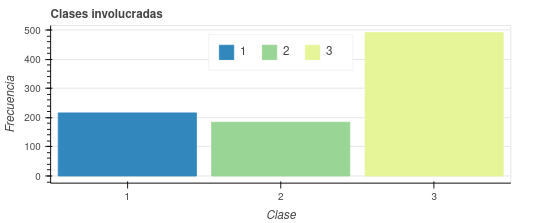 Clases involucradas
500
400
300
200
100
0
Frecuencia
1 2 3
1 2 3
Clase